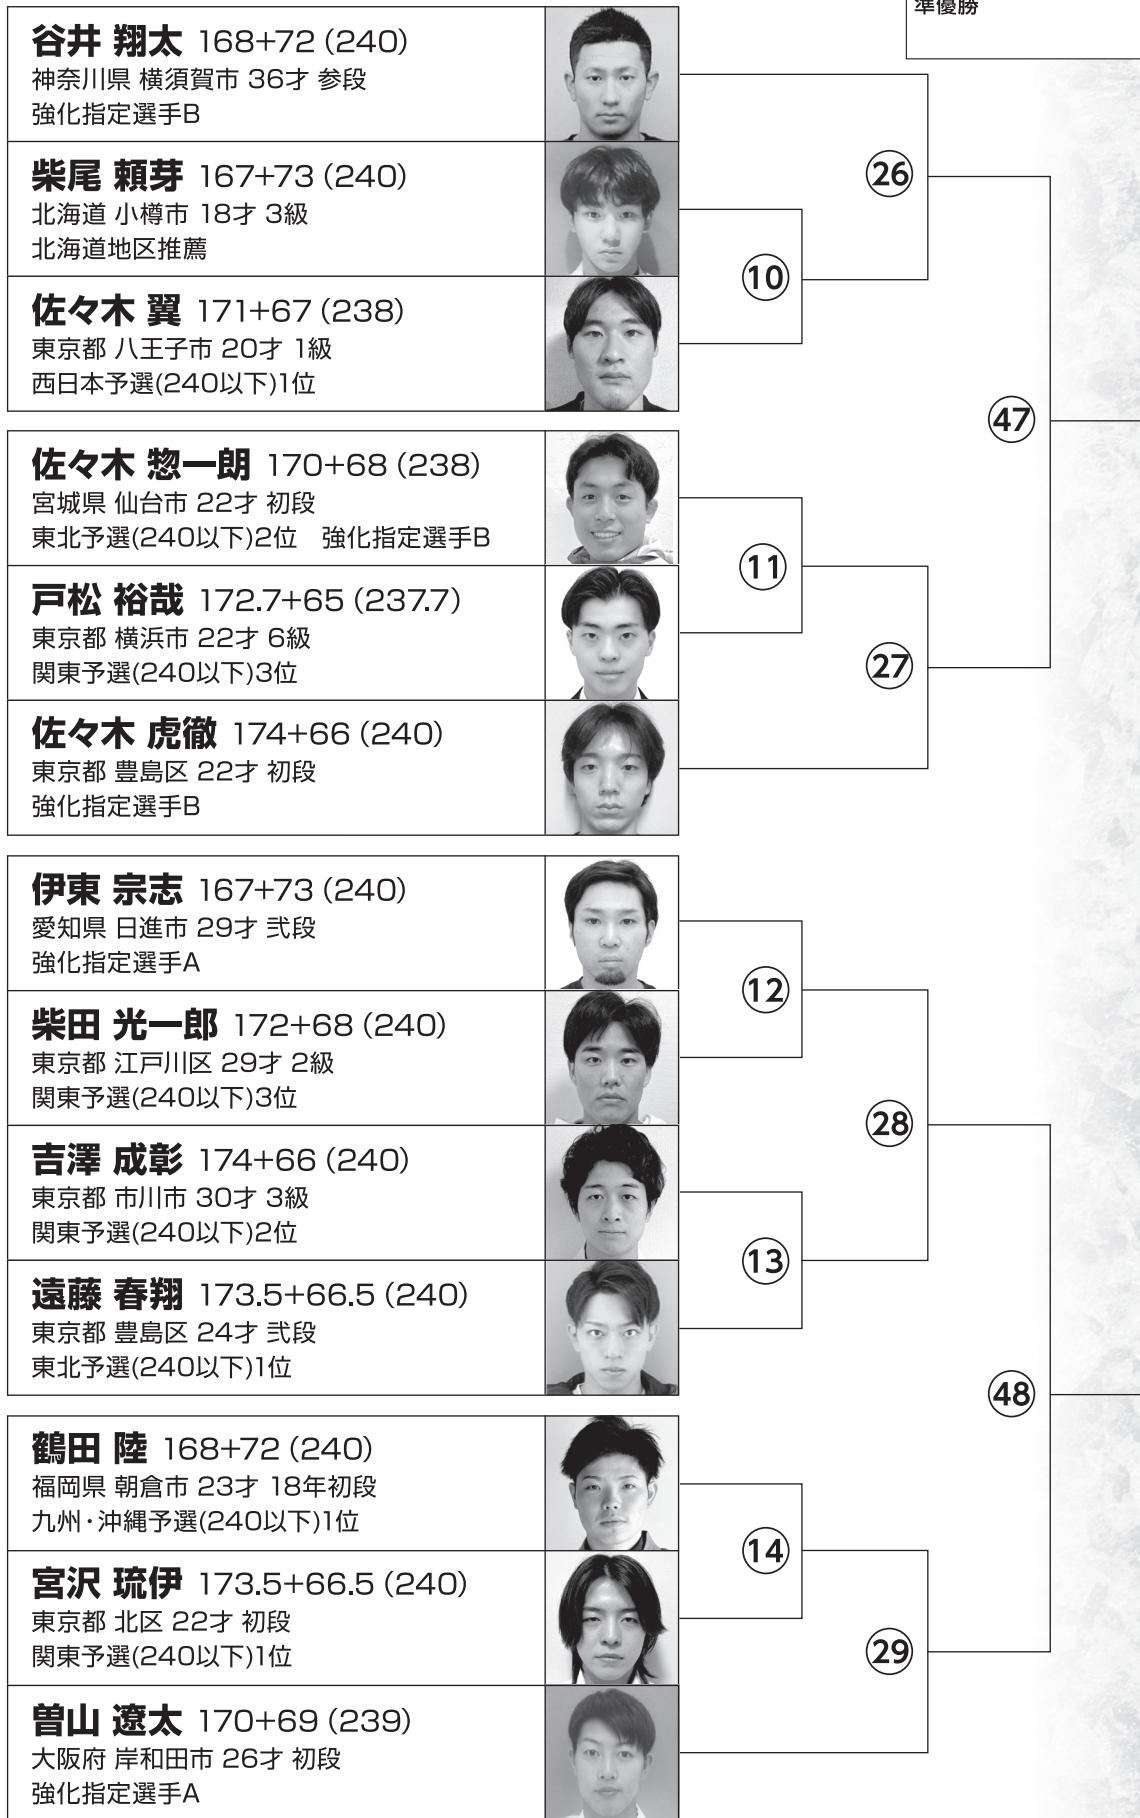 準優勝
谷井 翔太 168+72 (240)
神奈川県 横須賀市 36才 参段
強化指定選手B
柴尾 頼芽 167+73 (240)
北海道 小樽市 18才 3級
北海道地区推薦
佐々木 翼 171+67 (238)
東京都 八王子市 20才 1級
西日本予選(240以下)1位
佐々木 惣一朗 170+68 (238)
宮城県 仙台市 22才 初段
東北予選(240以下)2位 強化指定選手B
戸松 裕哉 172.7+65 (237.7)
東京都 横浜市 22才 6級
関東予選(240以下)3位
佐々木 虎徹 174+66 (240)
東京都 豊島区 22才 初段
強化指定選手B
伊東 宗志 167+73 (240)
愛知県 日進市 29才 弐段
強化指定選手A
柴田 光一郎 172+68 (240)
東京都 江戸川区 29才 2級
関東予選(240以下)3位
吉澤 成彰 174+66 (240)
東京都 市川市 30才 3級
関東予選(240以下)2位
遠藤 春翔 173.5+66.5 (240)
東京都 豊島区 24才 弐段
東北予選(240以下)1位
鶴田 陸 168+72 (240)
福岡県 朝倉市 23才 18年初段
九州・沖縄予選(240以下)1位
宮沢 琉伊 173.5+66.5 (240)
東京都 北区 22才 初段
関東予選(240以下)1位
曽山 遼太 170+69 (239)
大阪府 岸和田市 26才 初段
強化指定選手A
26
10
47
11
27
12
28
13
48
14
29